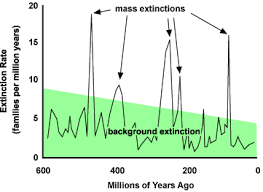 20
mass extinctions
15
10
5
0
Extinction Rate
(families per million years)
background extinction
600
400
200
0
Millions of Years Ago